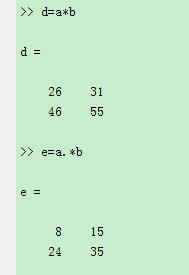 >> d=a*b
d =
26 31
46 55
>> e=a.*b
e =
8 15
24 35